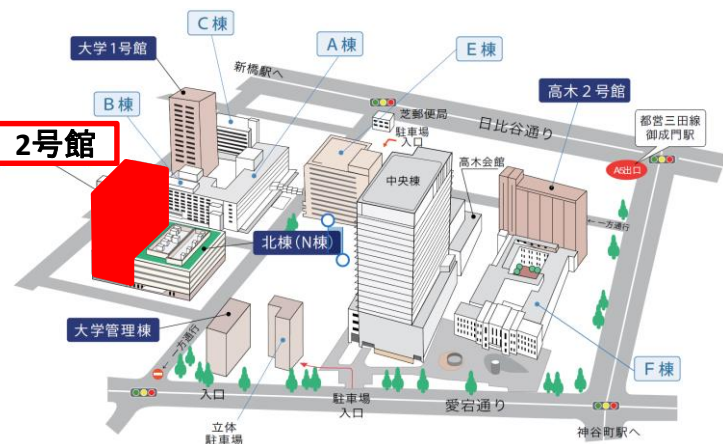 C棟
大学1号館
A棟
E棟
新橋駅へ
高木2号館
B棟
芝郵便局
日比谷通り
都営三田線
御成門駅
駐車場
入口
2号館
高木会館
A5出口
中央棟
←一方通行
北棟(N棟)
大学管理棟
←一方通行
F棟
入口
駐車場
入口
愛宕通り
立体
駐車場
神谷町駅へ